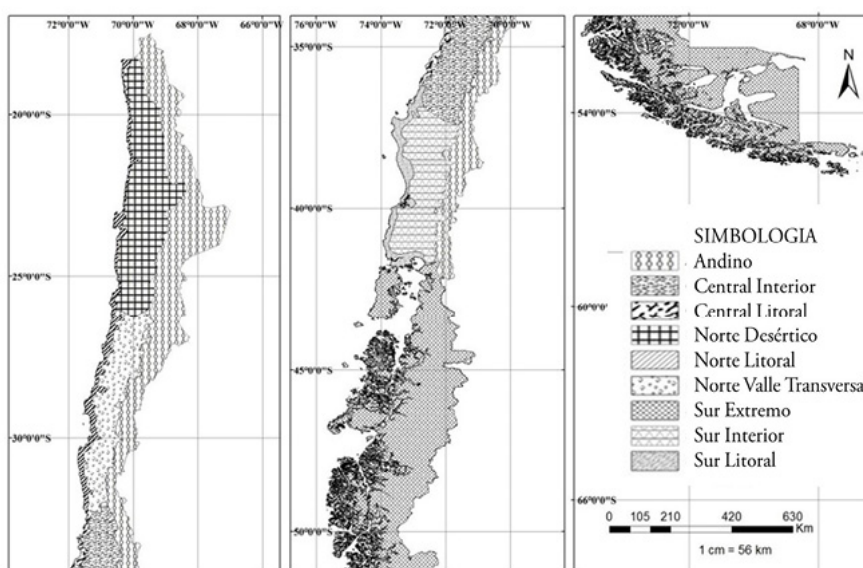 72°0'0"W 70°0'0"W 68°0'0"W 66°0'0"W
20°0'0"S
25°0'0"S
30°0'0"S
76°0'0"W 74°0'0"W 72°0'0"W 70°0'0"W
35°0'0"S
40°0'0"S
45°0'0"S
50°0'0"S
72°0'0"W 68°0'0"W
N
54°0'0"S
60°0'0"
66°0'0"S
SIMBOLOGIA
Andino
Central Interior
Central Litoral
Norte Desértico
Norte Litoral
Norte Valle Transversa
Sur Extremo
Sur Interior
Sur Litoral
0 105 210 420 630
Km
1 cm = 56 km